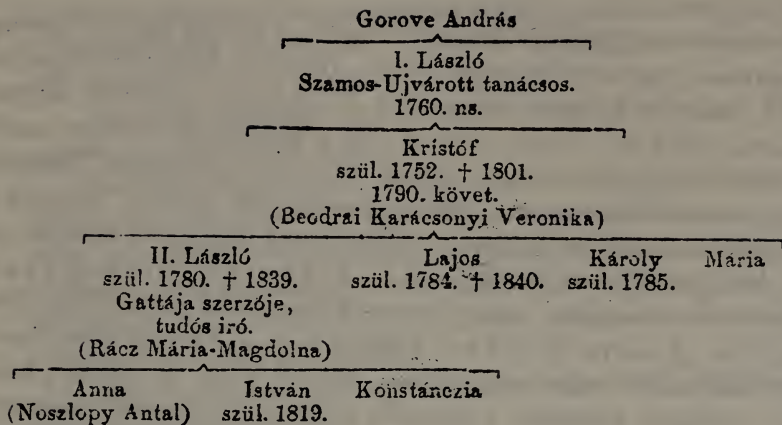 Gorove András
I. László
Szamos-Ujvárott tanácsos.
1760. ns.
Kristóf
szül. 1752. † 1801.
1790. követ.
(Beodrai Karácsonyi Veronika)
II. László Lajos Károly Mária
szül. 1780. † 1839. szül. 1784. † 1840. szül. 1785.
Gattája szerzője,
tudós iró.
(Rácz Mária-Magdolna)
Anna István Konstánczia
(Noszlopy Antal) szül. 1819.